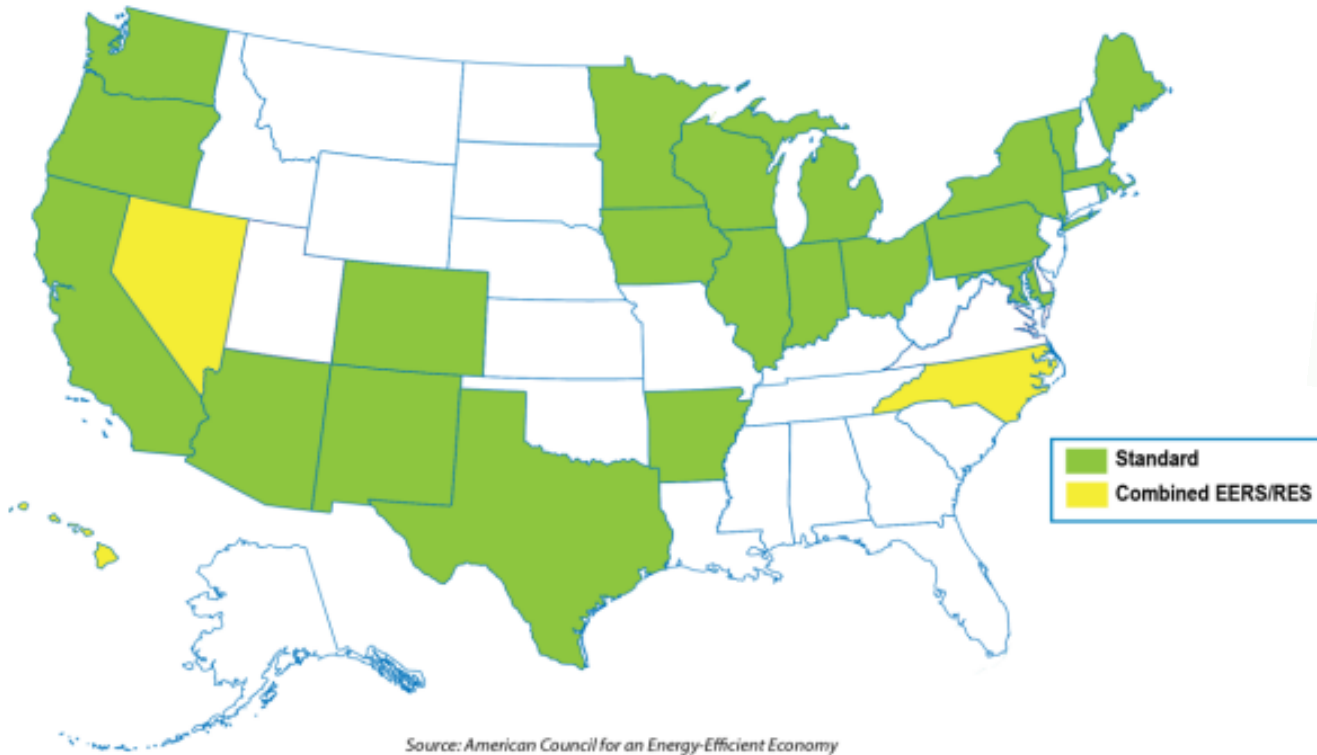 Standard
Combined EERS/RES
Source: American Council for an Energy-Efficient Economy